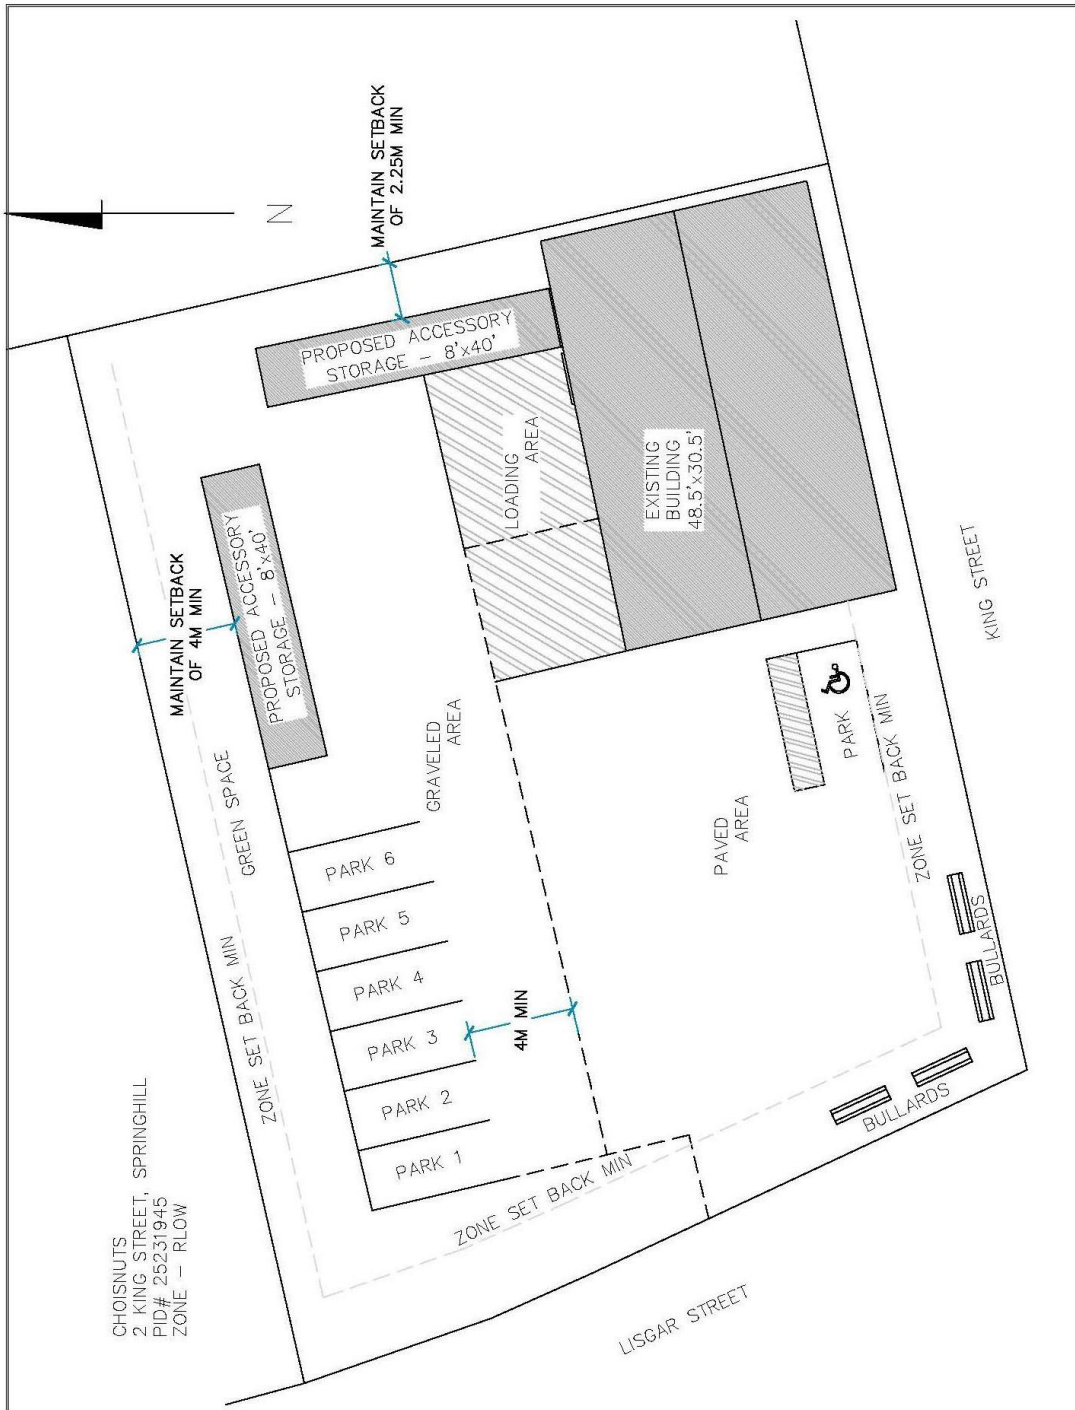 CHOISNUTS
2 KING STREET, SPRINGHILL
PID# 25231945
ZONE - RLOW
N
MAINTAIN SETBACK
OF 2.25M MIN
MAINTAIN SETBACK
OF 4M MIN
PROPOSED ACCESSORY
STORAGE - 8'x40'
PROPOSED ACCESSORY
STORAGE - 8'x40'
LOADING
AREA
EXISTING
BUILDING
48.5'x30.5'
GREEN SPACE
ZONE SET BACK MIN
GRAVELED
AREA
PARK 6
PARK 5
PARK 4
PARK 3
PARK 2
PARK 1
4M MIN
PAVED
AREA
PARK
ZONE SET BACK MIN
ZONE SET BACK MIN
BULLARDS
BULLARDS
KING STREET
LISGAR STREET